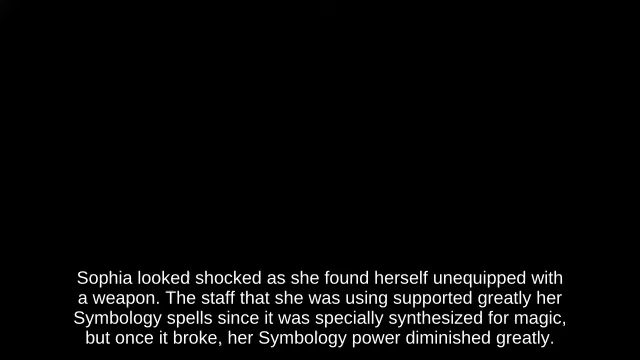 Sophia looked shocked as she found herself unequipped with
a weapon. The staff that she was using supported greatly her
Symbology spells since it was specially synthesized for magic,
but once it broke, her Symbology power diminished greatly.